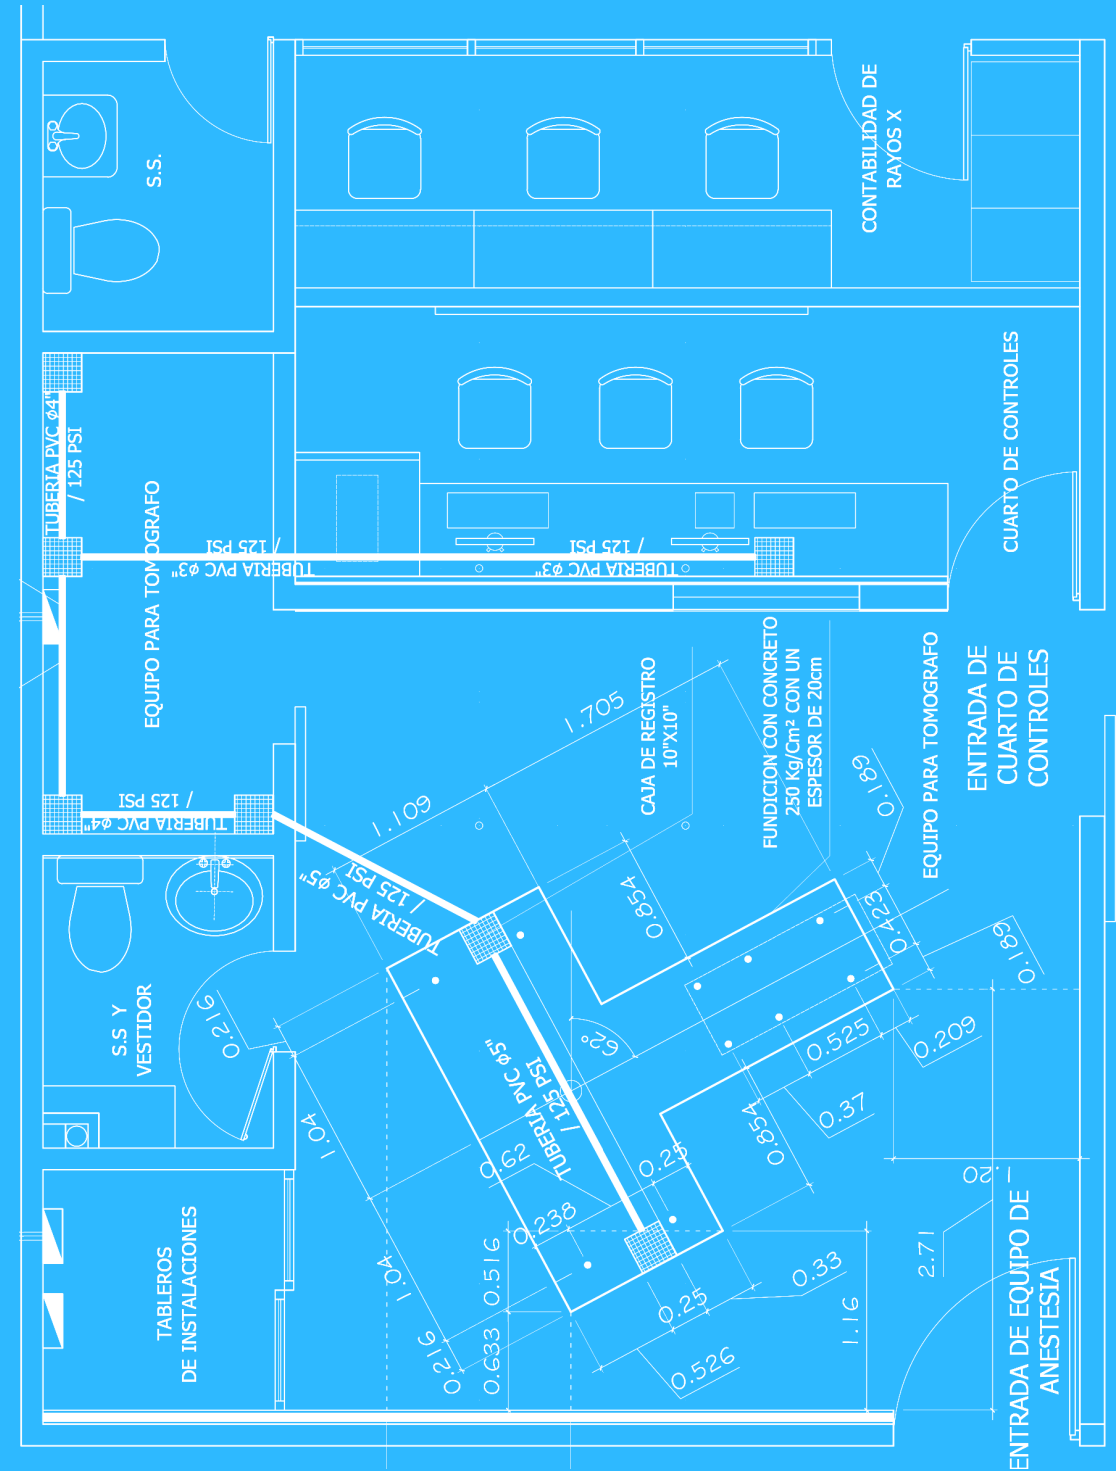 S.S.
CONTABILIDAD DE
RAYOS X
TUBERIA PVC ø4"
/ 125 PSI
EQUIPO PARA TOMOGRAFO
TUBERIA PVC ø3"
/ 125 PSI
TUBERIA PVC ø3"
/ 125 PSI
CUARTO DE CONTROLES
TUBERIA PVC ø4"
/ 125 PSI
TUBERIA PVC ø5"
/ 125 PSI
CAJA DE REGISTRO
10"X10"
FUNDICION CON CONCRETO
250 Kg/Cm² CON UN
ESPESOR DE 20cm
EQUIPO PARA TOMOGRAFO
ENTRADA DE
CUARTO DE
CONTROLES
1.705
1.109
0.854
0.189
0.423
0.189
S.S Y
VESTIDOR
0.216
62°
TUBERIA PVC ø5"
/ 125 PSI
0.525
0.209
0.37
0.854
1.04
0.62
0.25
0.238
1.20
TABLEROS
DE INSTALACIONES
1.04
0.516
0.33
0.25
2.71
0.216
0.633
0.526
1.16
ENTRADA DE EQUIPO DE
ANESTESIA